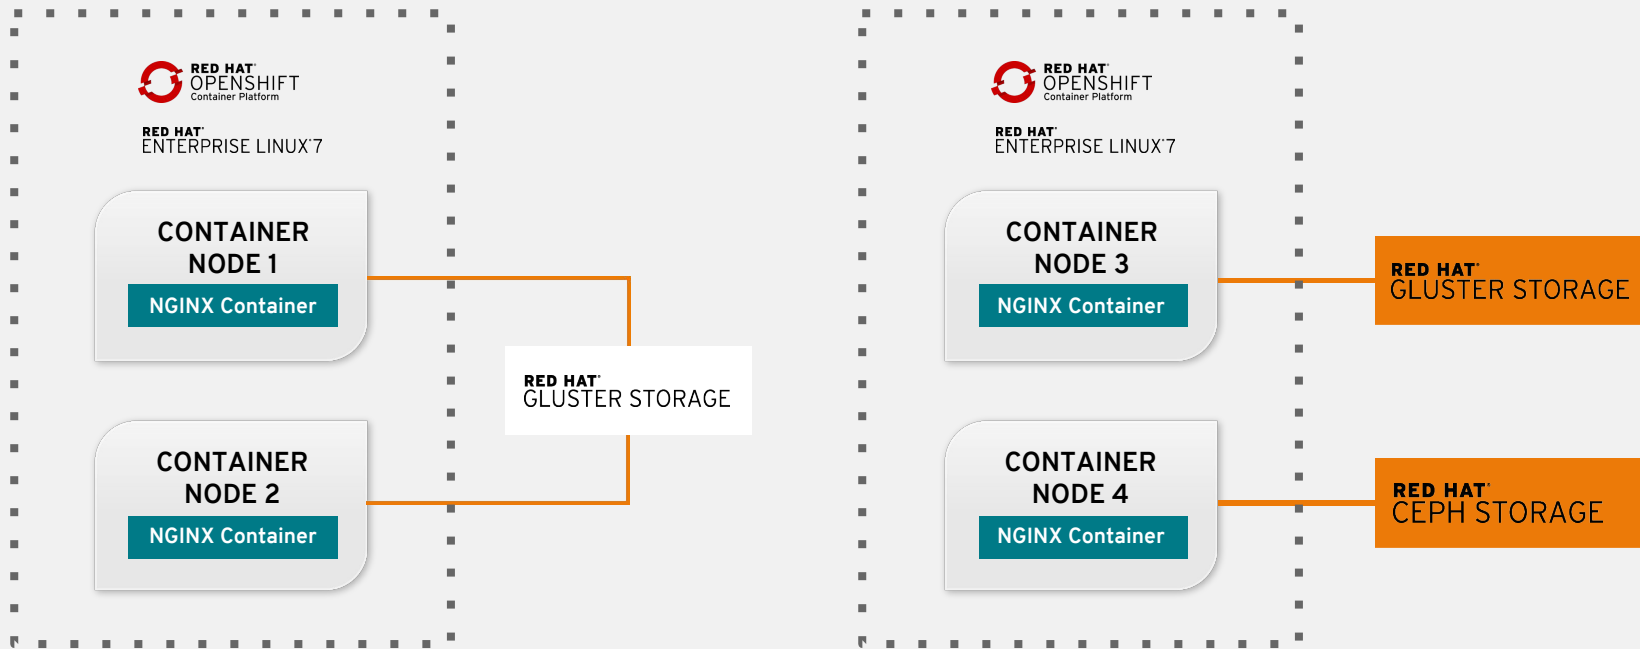 RED HAT®
OPENSHIFT
Container Platform
RED HAT®
ENTERPRISE LINUX®7
CONTAINER
NODE 1
NGINX Container
CONTAINER
NODE 2
NGINX Container
RED HAT®
GLUSTER STORAGE
RED HAT®
OPENSHIFT
Container Platform
RED HAT®
ENTERPRISE LINUX®7
CONTAINER
NODE 3
NGINX Container
CONTAINER
NODE 4
NGINX Container
RED HAT®
GLUSTER STORAGE
RED HAT®
CEPH STORAGE